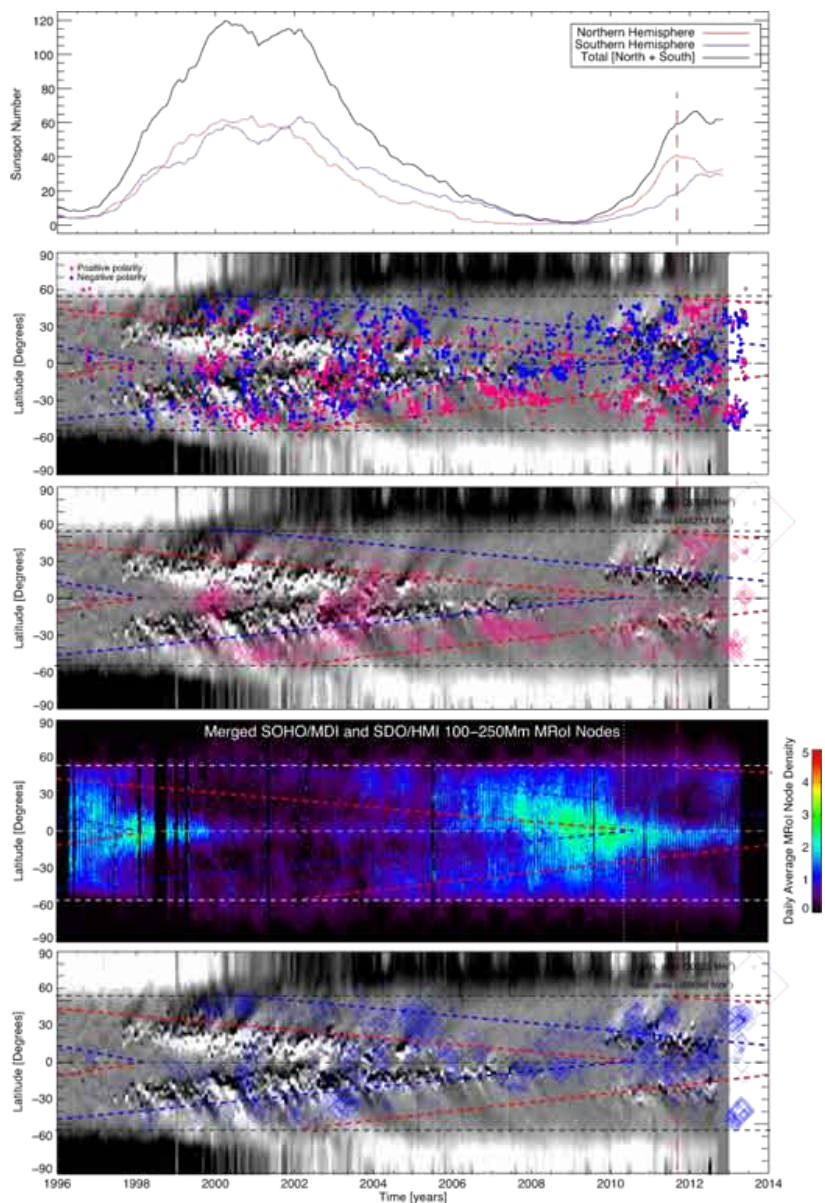 120
100
80
60
40
20
0
Sunspot Number
Northern Hemisphere
Southern Hemisphere
Total [North + South]
90
60
30
0
−30
−60
−90
Latitude [Degrees]
Positive polarity
Negative polarity
90
60
30
0
−30
−60
−90
Latitude [Degrees]
90
60
30
0
−30
−60
−90
Latitude [Degrees]
Merged SOHO/MDI and SDO/HMI 100−250Mm MRoI Nodes
5
4
3
2
1
0
Daily Average MRoI Node Density
90
60
30
0
−30
−60
−90
Latitude [Degrees]
1996 1998 2000 2002 2004 2006 2008 2010 2012 2014
Time [years]